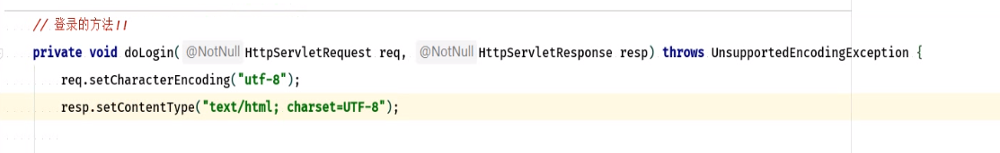 // 登录的方法!!
private void doLogin( @NotNull HttpServletRequest req, @NotNull HttpServletResponse resp) throws UnsupportedEncodingException {
req.setCharacterEncoding("utf-8");
resp.setContentType("text/html; charset=UTF-8");